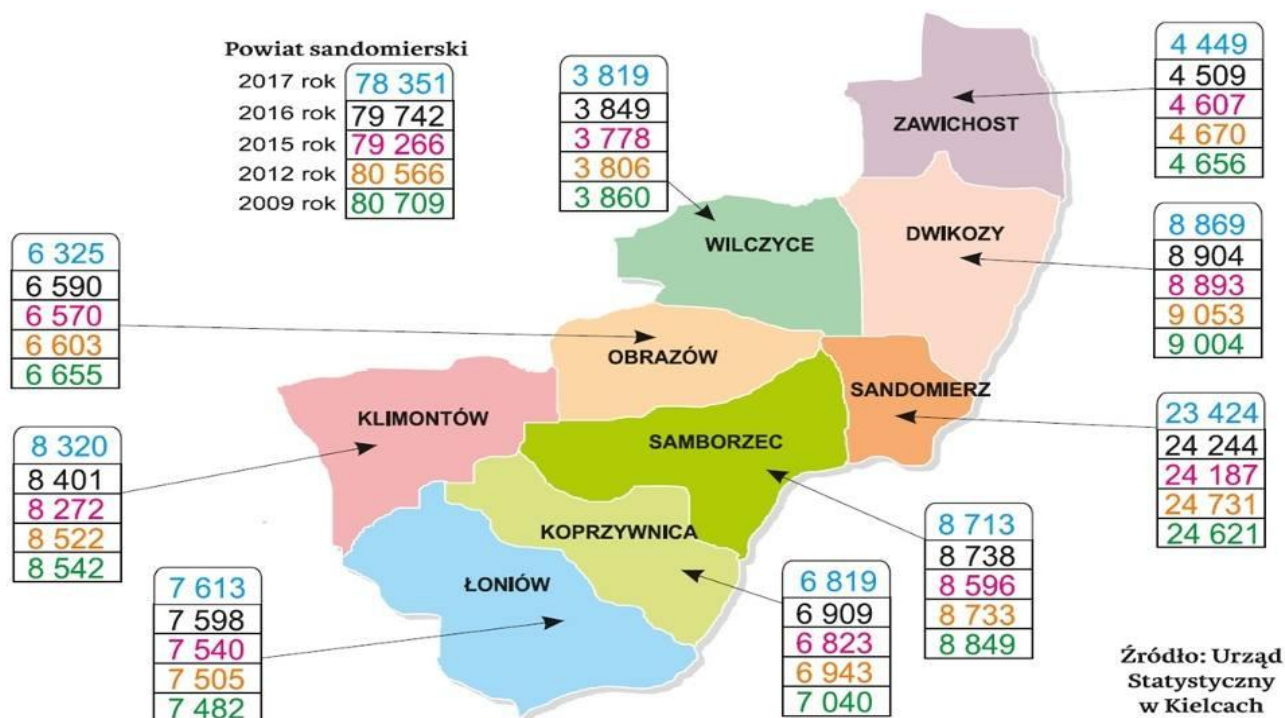 Powiat sandomierski
2017 rok 78 351
2016 rok 79 742
2015 rok 79 266
2012 rok 80 566
2009 rok 80 709
3 819
3 849
3 778
3 806
3 860
4 449
4 509
4 607
4 670
4 656
ZAWICHOST
WILCZYCE
DWIKOZY
8 869
8 904
8 893
9 053
9 004
6 325
6 590
6 570
6 603
6 655
OBRAZÓW
SANDOMIERZ
KLIMONTÓW
SAMBORZEC
23 424
24 244
24 187
24 731
24 621
8 320
8 401
8 272
8 522
8 542
KOPRZYWNICA
ŁONIÓW
8 713
8 738
8 596
8 733
8 849
7 613
7 598
7 540
7 505
7 482
6 819
6 909
6 823
6 943
7 040
Źródło: Urząd
Statystyczny
w Kielcach